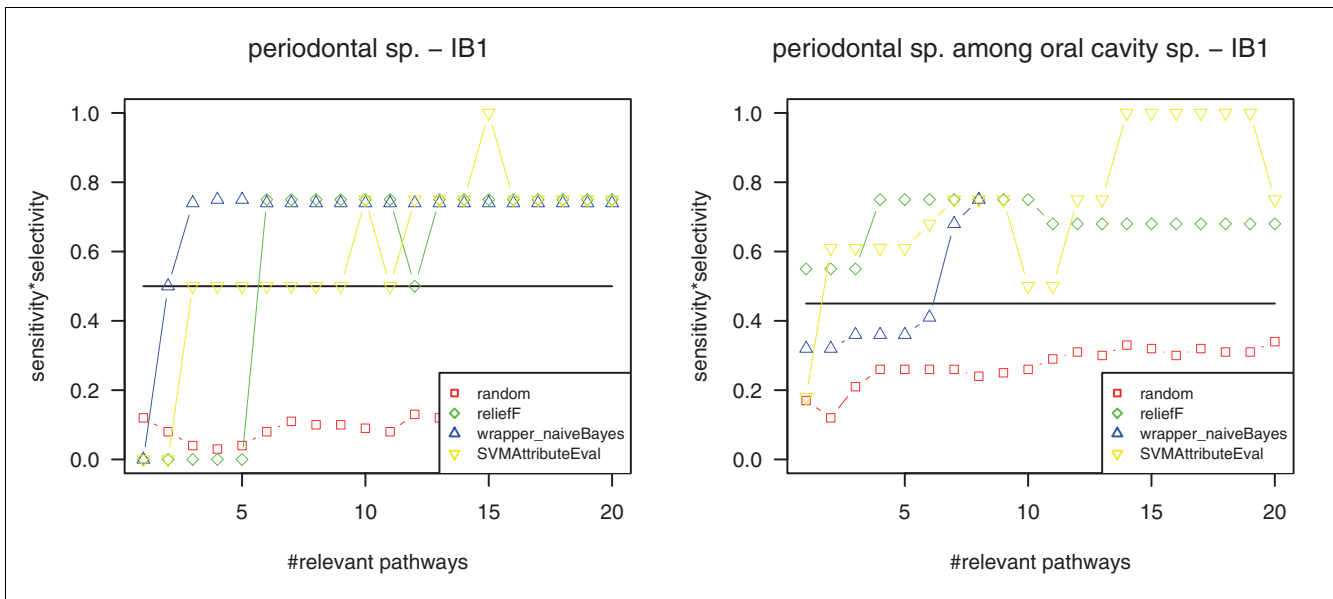 periodontal sp. – IB1
1.0
0.8
0.6
0.4
0.2
0.0
sensitivity*selectivity
random
reliefF
wrapper_naiveBayes
SVMAttributeEval
5
10
15
20
#relevant pathways
periodontal sp. among oral cavity sp. – IB1
1.0
0.8
0.6
0.4
0.2
0.0
sensitivity*selectivity
random
reliefF
wrapper_naiveBayes
SVMAttributeEval
5
10
15
20
#relevant pathways